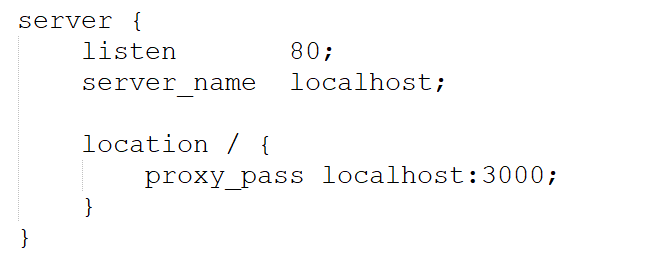 server {
    listen       80;
    server_name  localhost;

    location / {
        proxy_pass localhost:3000;
    }
}